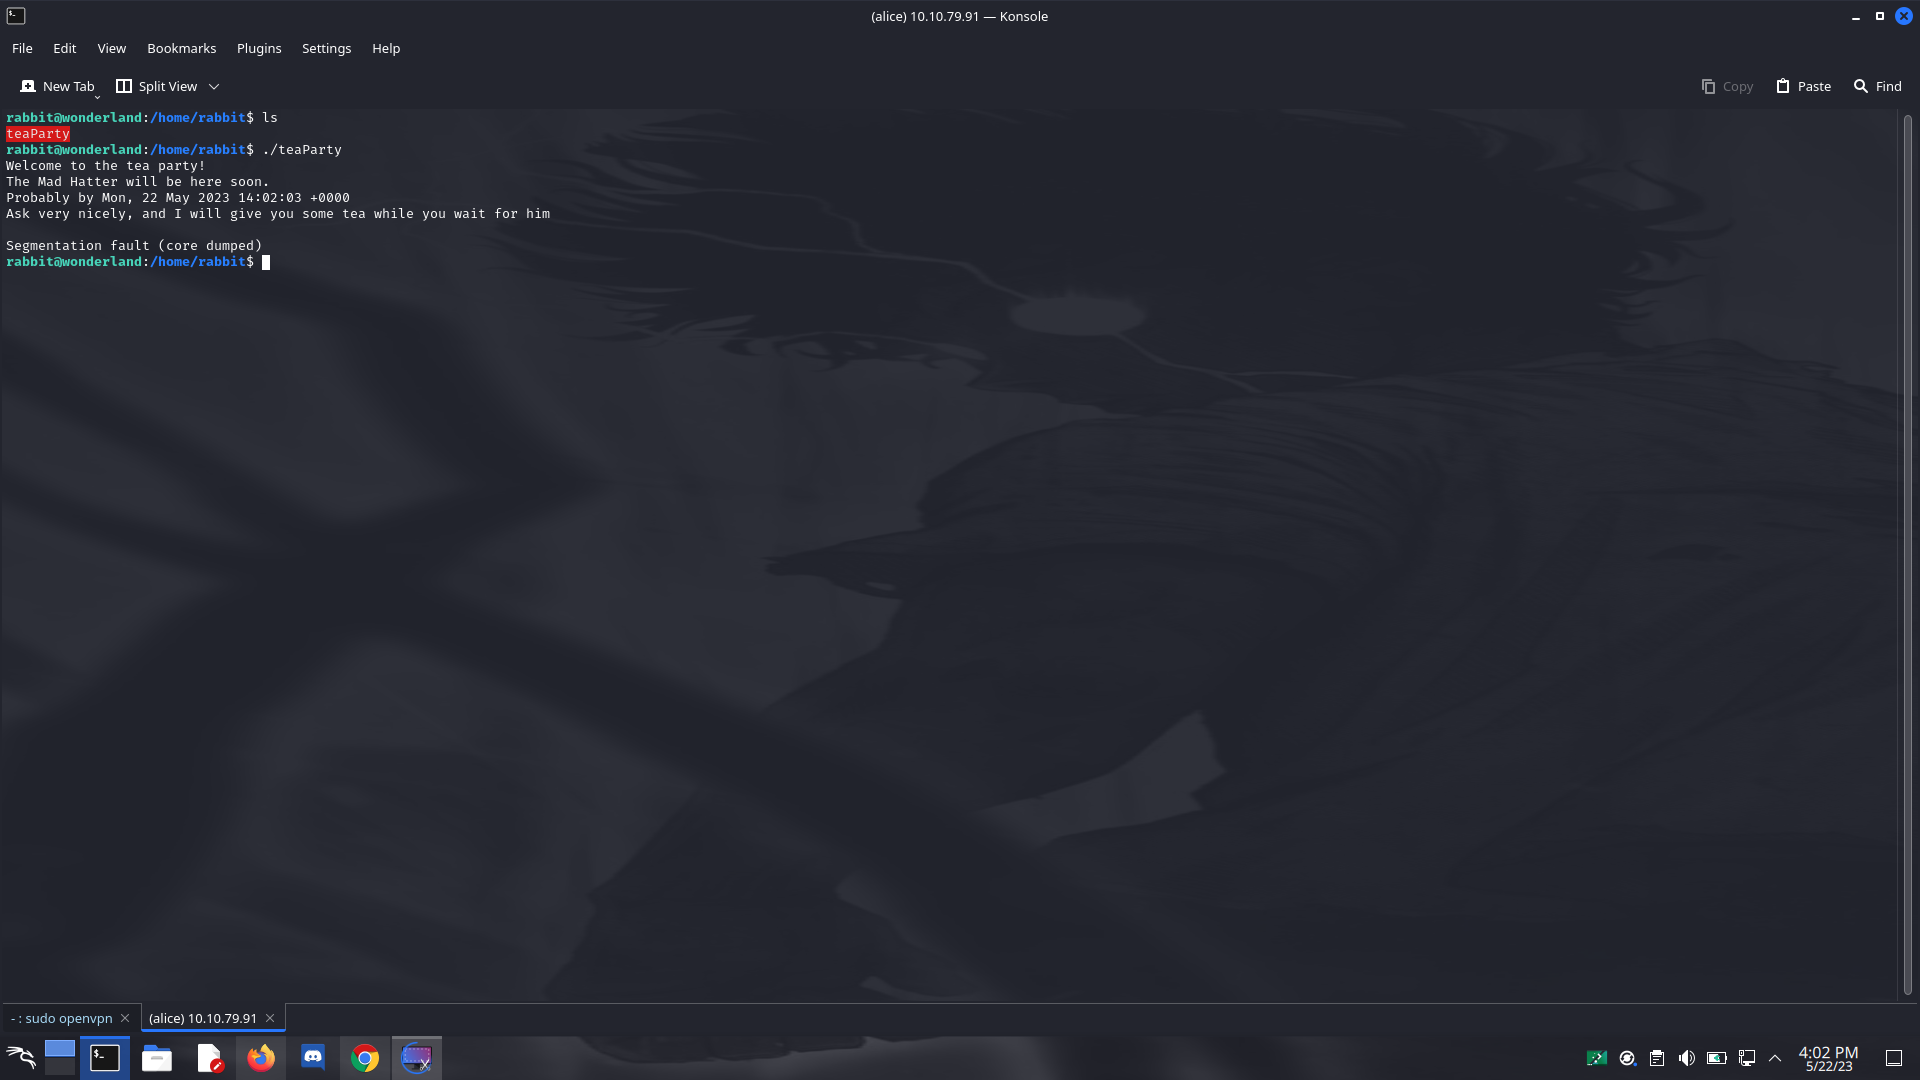 (alice) 10.10.79.91 — Konsole
File Edit View Bookmarks Plugins Settings Help
New Tab Split View Copy Paste Find
rabbit@wonderland:/home/rabbit$ ls
teaParty
rabbit@wonderland:/home/rabbit$ ./teaParty
Welcome to the tea party!
The Mad Hatter will be here soon.
Probably by Mon, 22 May 2023 14:02:03 +0000
Ask very nicely, and I will give you some tea while you wait for him
Segmentation fault (core dumped)
rabbit@wonderland:/home/rabbit$
- : sudo openvpn (alice) 10.10.79.91
4:02 PM
5/22/23